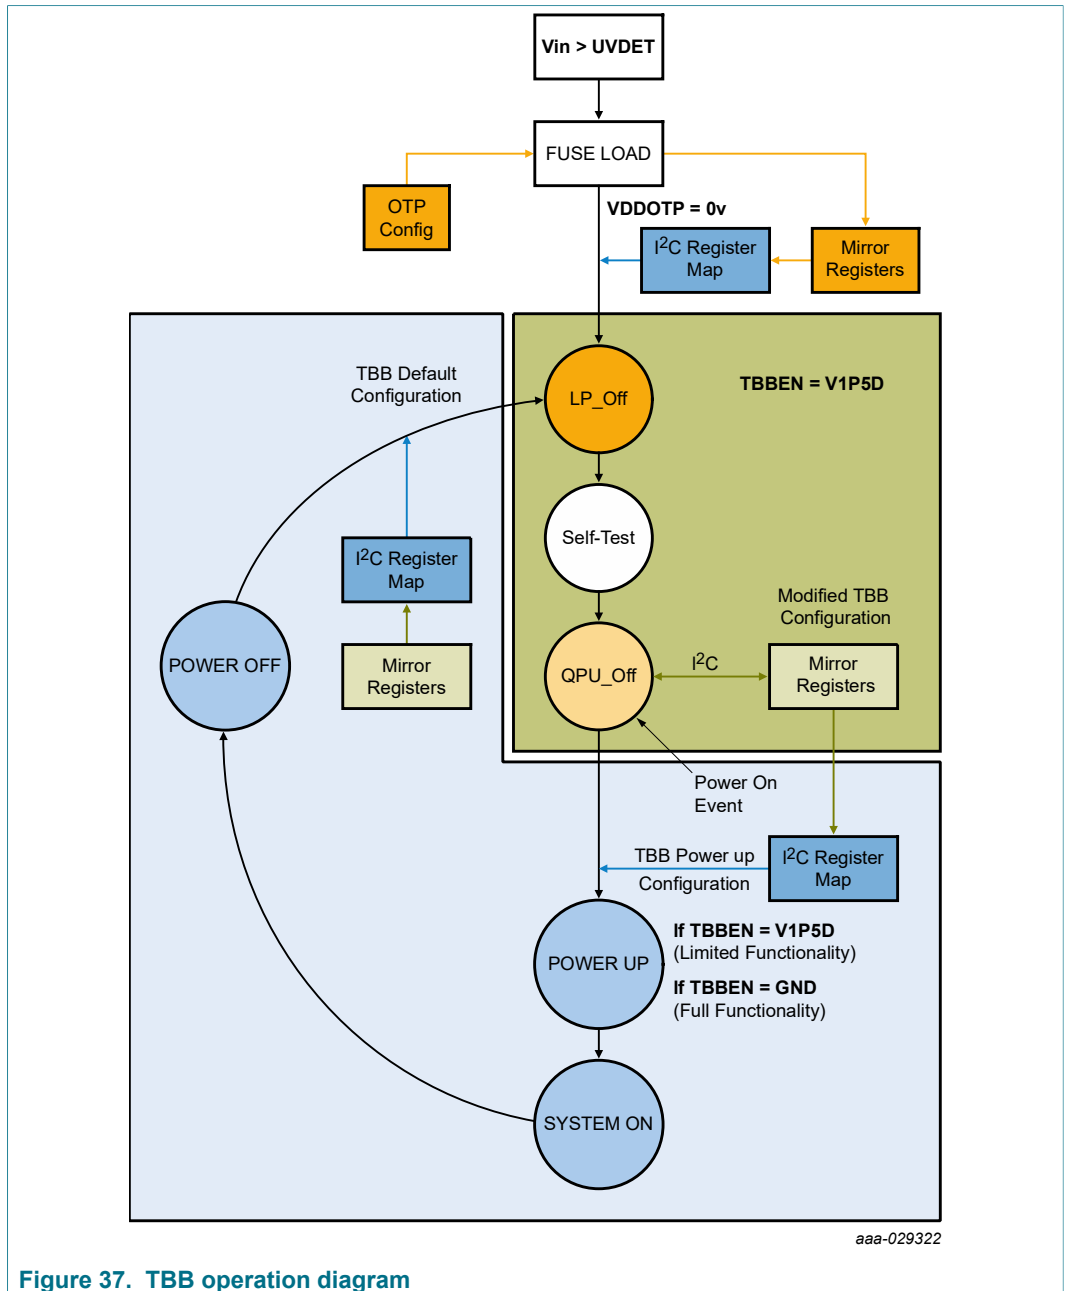 Vin > UVDET
FUSE LOAD
OTP
Config
VDDOTP = 0v
I2C Register
Map
Mirror
Registers
TBB Default
Configuration
LP_Off
TBBEN = V1P5D
Self-Test
I2C Register
Map
Modified TBB
Configuration
POWER OFF
Mirror
Registers
QPU_Off
I2C
Mirror
Registers
Power On
Event
TBB Power up
Configuration
I2C Register
Map
POWER UP
If TBBEN = V1P5D
(Limited Functionality)
If TBBEN = GND
(Full Functionality)
SYSTEM ON
aaa-029322
Figure 37. TBB operation diagram